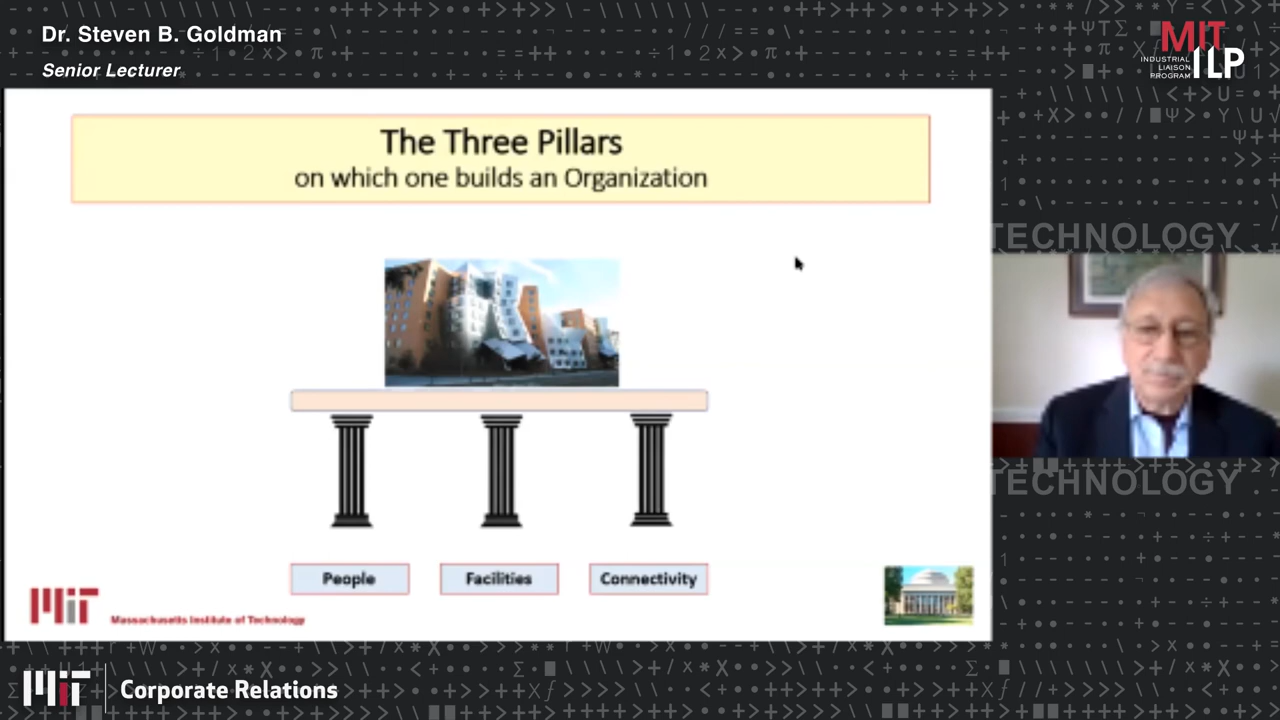 Dr. Steven B. Goldman
Senior Lecturer
MIT
INDUSTRIAL
LIAISON
PROGRAM
ILP
The Three Pillars
on which one builds an Organization
TECHNOLOGY
TECHNOLOGY
People
Facilities
Connectivity
MIT
Massachusetts Institute of Technology
MIT
Corporate Relations